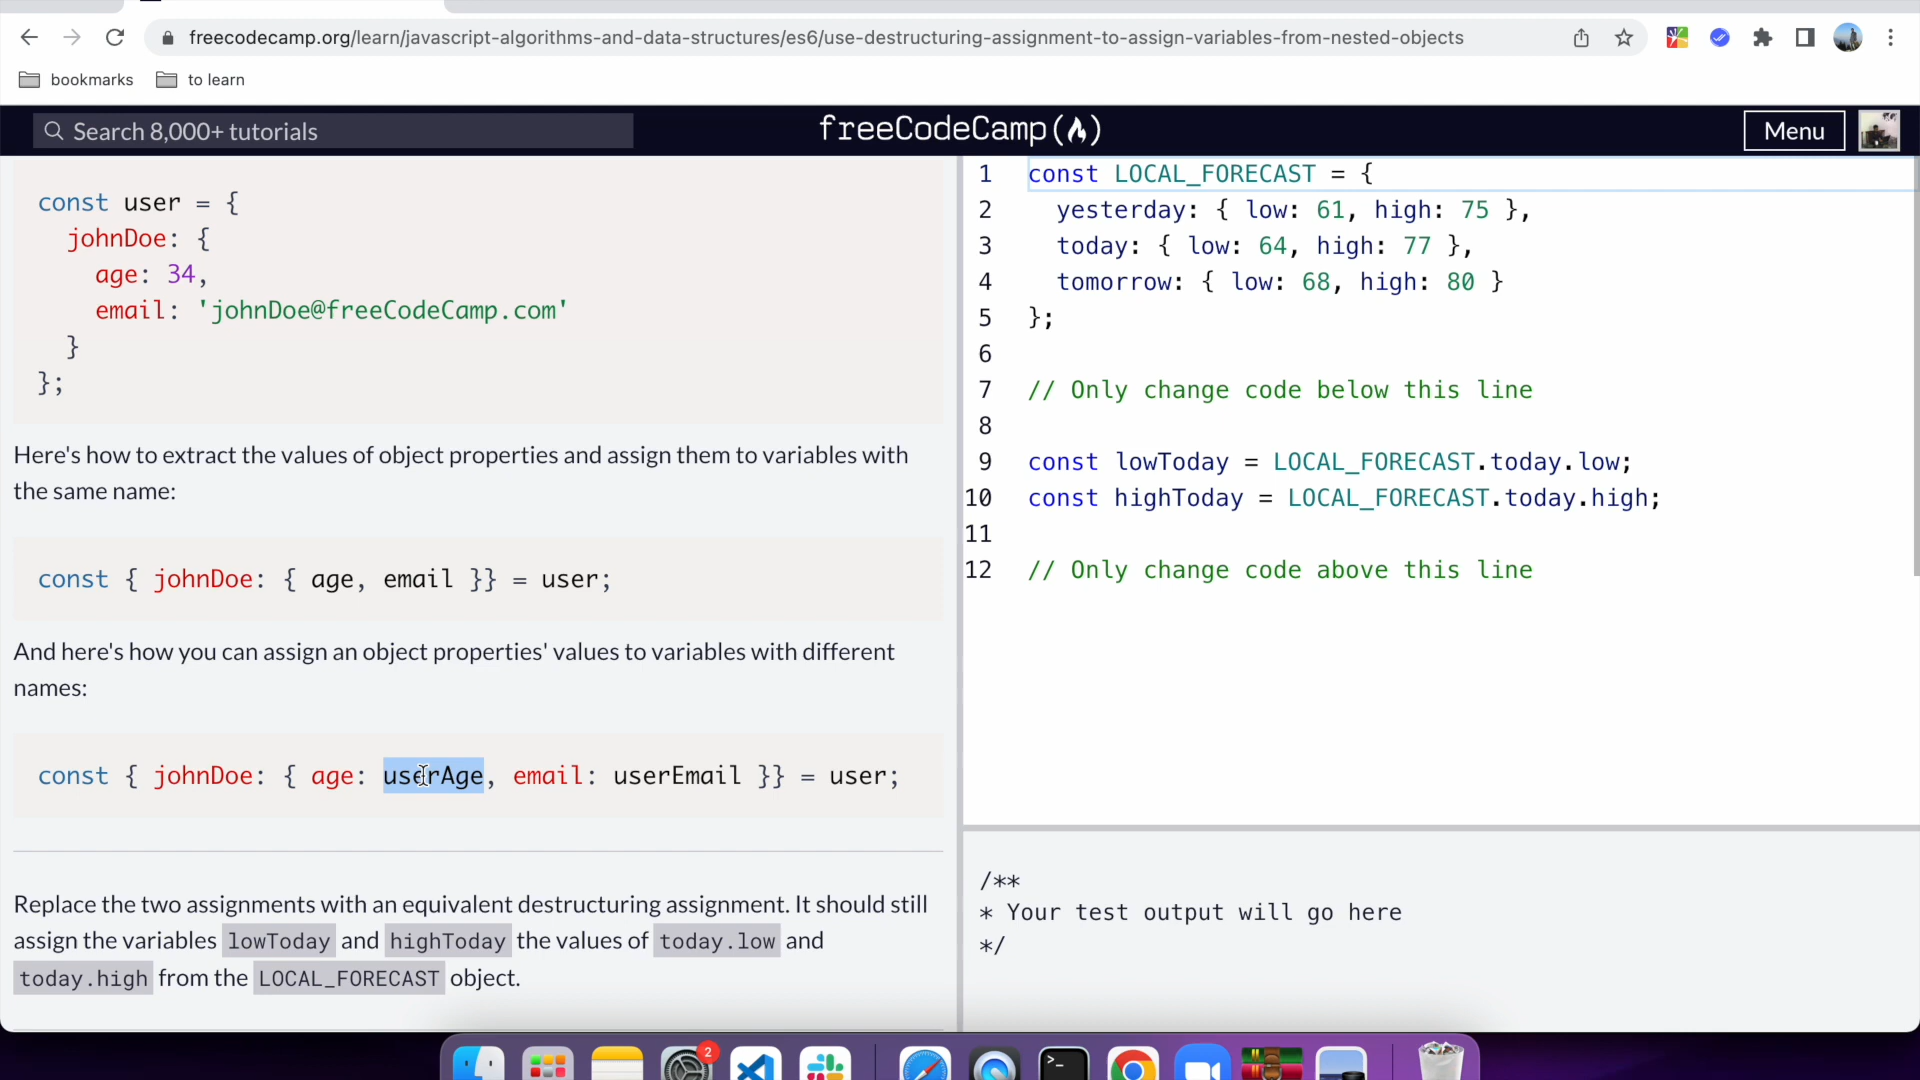 freecodecamp.org/learn/javascript-algorithms-and-data-structures/es6/use-destructuring-assignment-to-assign-variables-from-nested-objects
bookmarks to learn
Search 8,000+ tutorials
freeCodeCamp
Menu
const user = {
johnDoe: {
age: 34,
email: 'johnDoe@freeCodeCamp.com'
}
};
Here's how to extract the values of object properties and assign them to variables with
the same name:
const { johnDoe: { age, email }} = user;
And here's how you can assign an object properties' values to variables with different
names:
const { johnDoe: { age: userAge, email: userEmail }} = user;
Replace the two assignments with an equivalent destructuring assignment. It should still
assign the variables lowToday and highToday the values of today.low and
today.high from the LOCAL_FORECAST object.
1 const LOCAL_FORECAST = {
2 yesterday: { low: 61, high: 75 },
3 today: { low: 64, high: 77 },
4 tomorrow: { low: 68, high: 80 }
5 };
6
7 // Only change code below this line
8
9 const lowToday = LOCAL_FORECAST.today.low;
10 const highToday = LOCAL_FORECAST.today.high;
11
12 // Only change code above this line
/**
* Your test output will go here
*/
2
>_